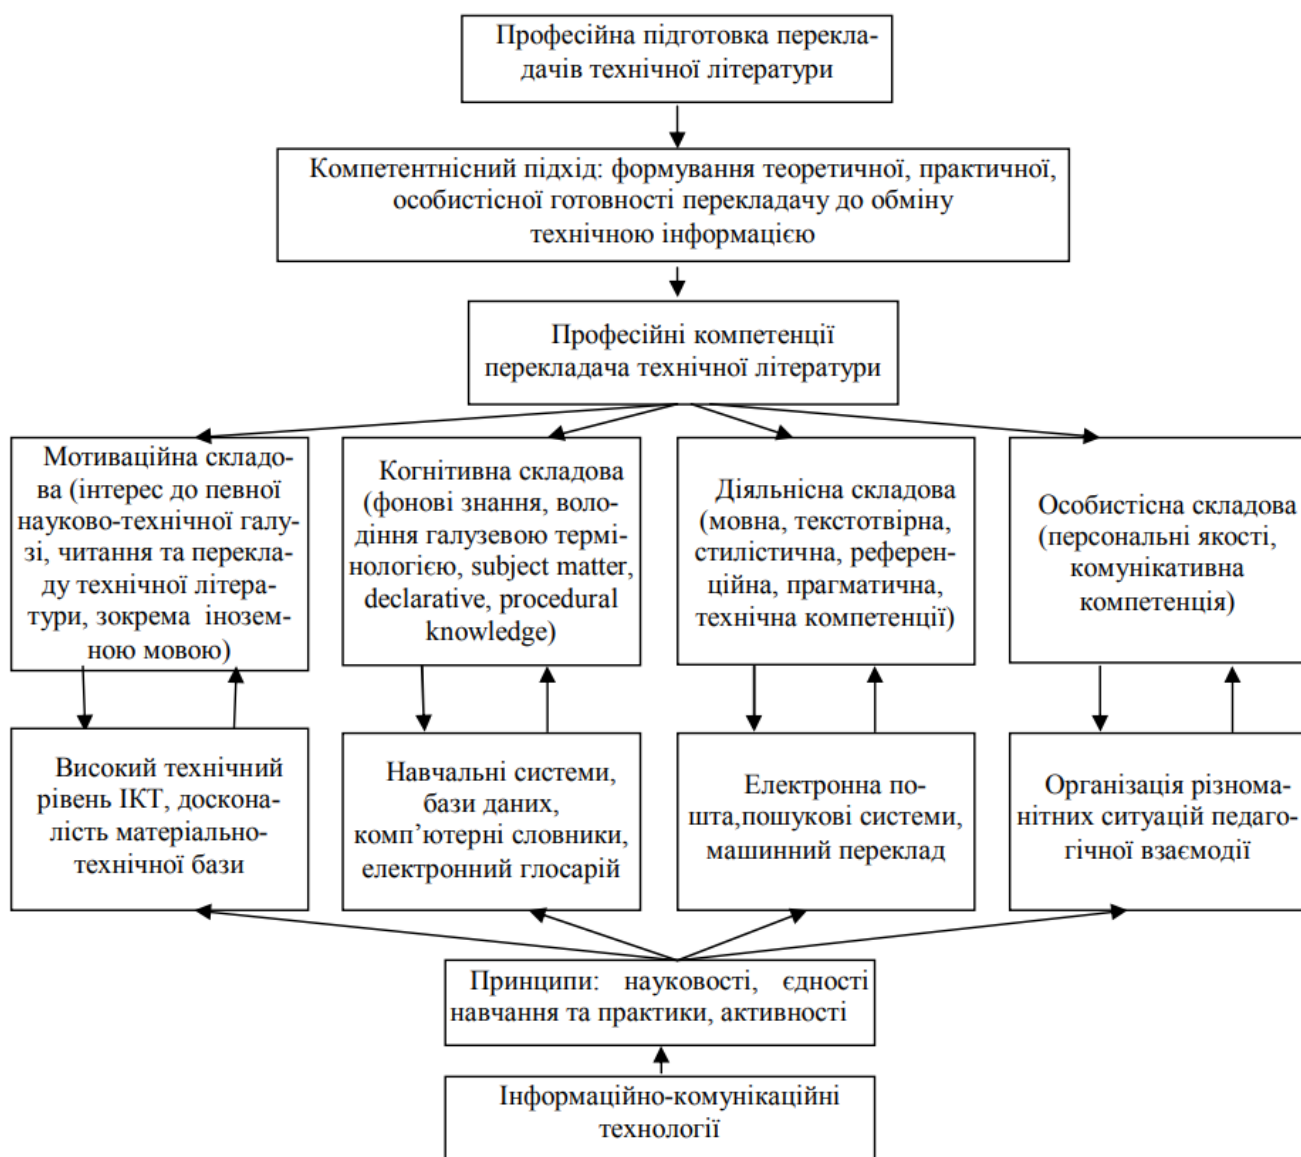 Професійна підготовка перекла-
дачів технічної літератури
Компетентнісний підхід: формування теоретичної, практичної,
особистісної готовності перекладачу до обміну
технічною інформацією
Професійні компетенції
перекладача технічної літератури
Мотиваційна складо-
ва (інтерес до певної
науково-технічної галу-
зі, читання та перекла-
ду технічної літера-
тури, зокрема інозем-
ною мовою)
Когнитивна складова
(фонові знання, воло-
діння галузевою термі-
нологією, subject matter,
declarative, procedural
knowledge)
Діяльнісна складова
(мовна, текстотвірна,
стилістична, референ-
ційна, прагматична,
технічна компетенції)
Особистісна складова
(персональні якості,
комунікативна
компетенція)
Високий технічний
рівень ІКТ, доскона-
лість матеріально-
технічної бази
Навчальні системи,
бази даних,
комп’ютерні словники,
електронний глосарій
Електронна по-
шта,пошукові системи,
машинний переклад
Організація різнома-
нітних ситуацій педаго-
гічної взаємодії
Принципи: науковості, єдності
навчання та практики, активності
Інформаційно-комунікаційні
технології